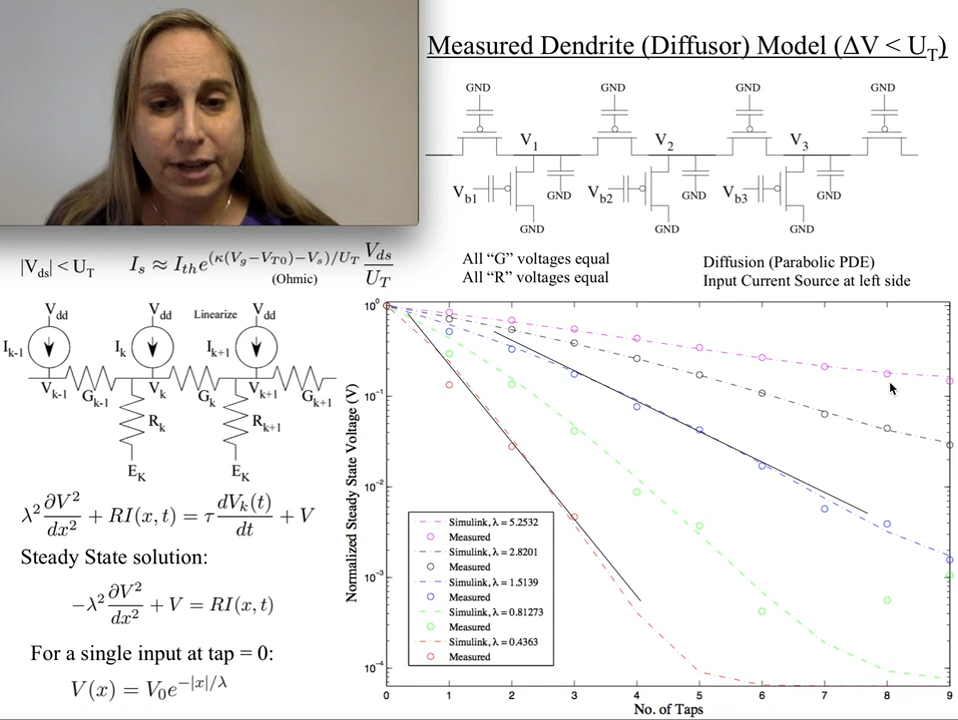 Measured Dendrite (Diffusor) Model (ΔV < U_T)
GND GND GND GND
V_1 V_2 V_3
V_b1 GND V_b2 GND V_b3 GND
GND GND GND
|V_ds| < U_T
I_s ≈ I_th e^{(κ(V_g−V_T0)−V_s)/U_T} V_ds/U_T
(Ohmic)
All “G” voltages equal
All “R” voltages equal
Diffusion (Parabolic PDE)
Input Current Source at left side
V_dd V_dd Linearize V_dd
I_k-1 I_k I_k+1
V_k-1 G_k-1 V_k G_k V_k+1 G_k+1
R_k R_k+1
E_K E_K
λ² ∂V²/dx² + RI(x, t) = τ dV_k(t)/dt + V
Steady State solution:
−λ² ∂V²/dx² + V = RI(x, t)
For a single input at tap = 0:
V(x) = V_0 e^{−|x|/λ}
Normalized Steady State Voltage (V)
10^0
10^-1
10^-2
10^-3
10^-4
Simulink, λ = 5.2532
Measured
Simulink, λ = 2.8201
Measured
Simulink, λ = 1.5139
Measured
Simulink, λ = 0.81273
Measured
Simulink, λ = 0.4363
Measured
0 1 2 3 4 5 6 7 8 9
No. of Taps